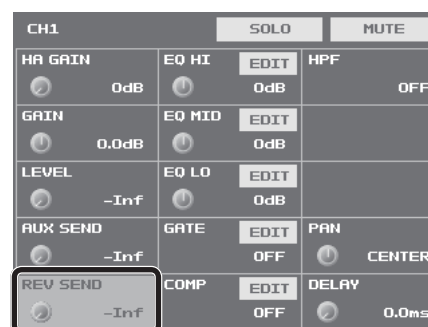 CH1 SOLO MUTE
HA GAIN EQ HI EDIT HPF
0dB 0dB OFF
GAIN EQ MID EDIT
0.0dB 0dB
LEVEL EQ LO EDIT
-Inf 0dB
AUX SEND GATE EDIT PAN
-Inf OFF CENTER
REV SEND COMP EDIT DELAY
-Inf OFF 0.0ms